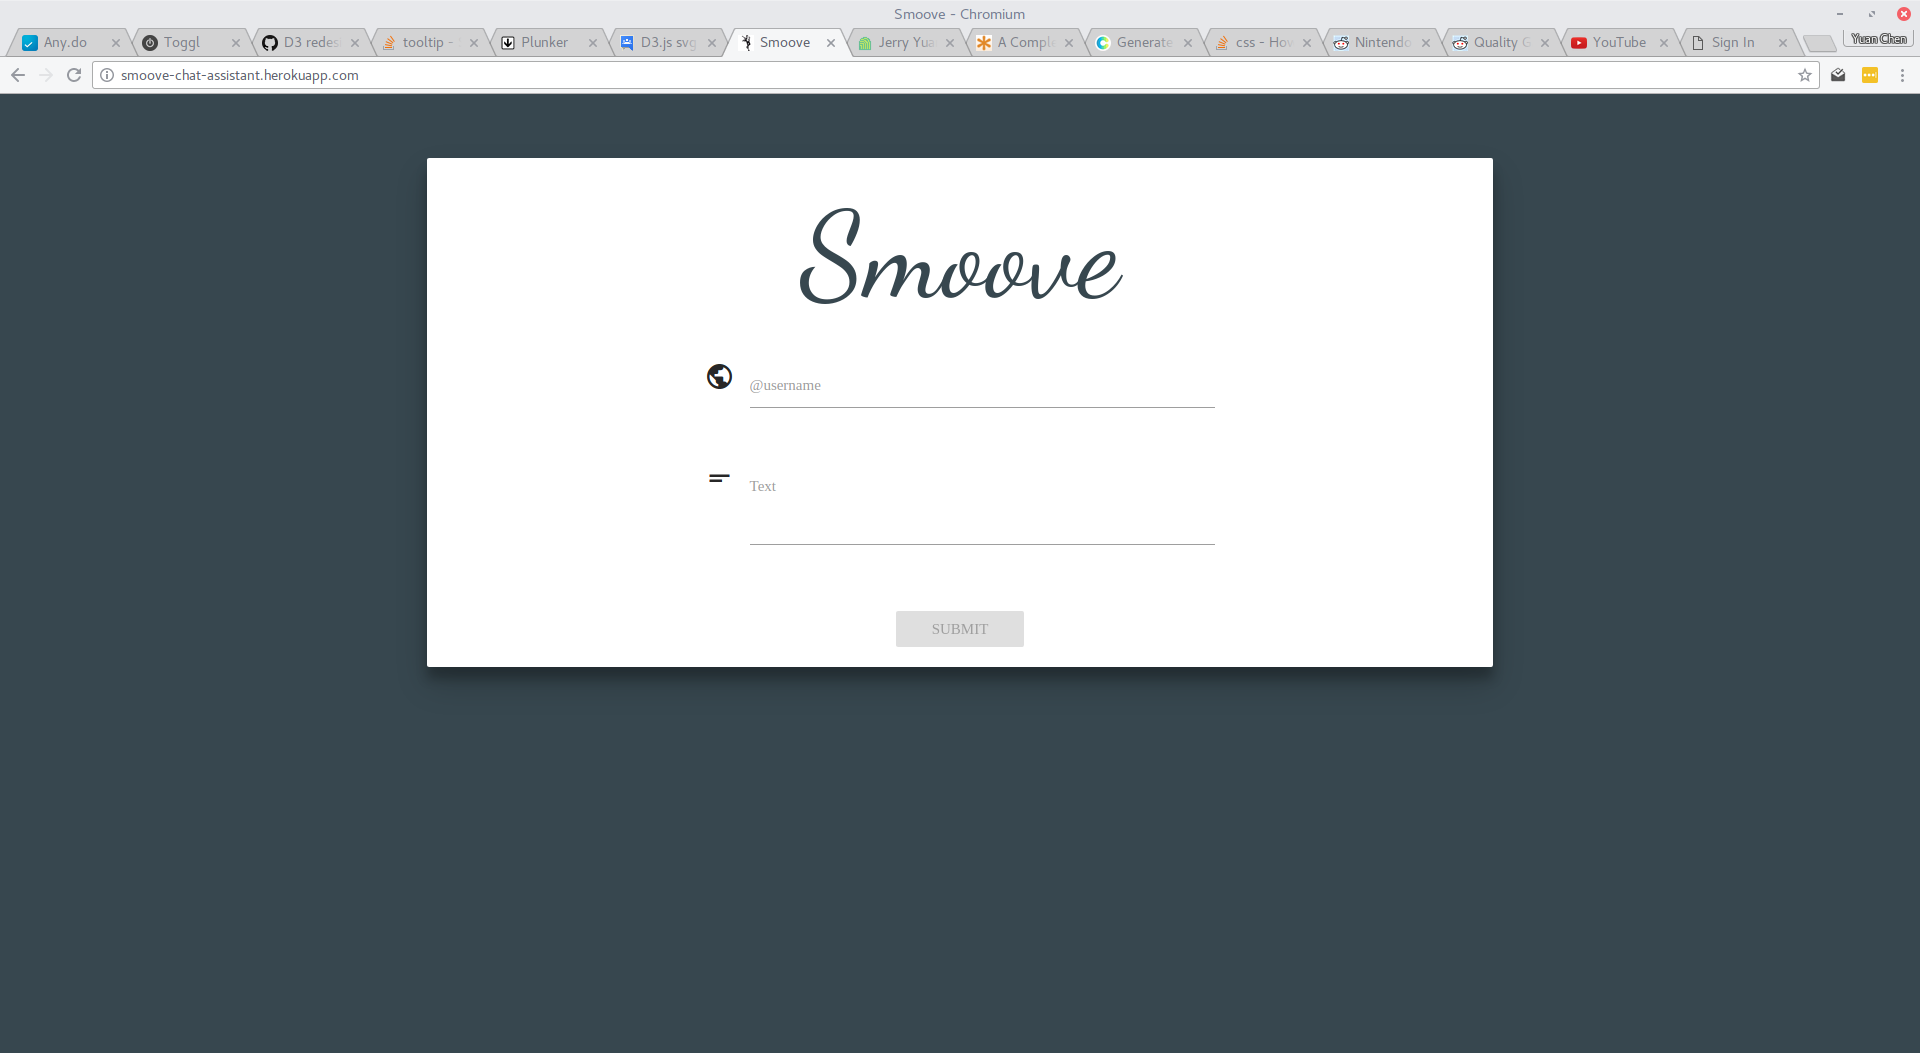 Smoove - Chromium
Any.do
Toggl
D3 redes
tooltip -
Plunker
D3.js svg
Smoove
Jerry Yua
A Comple
Generate
css - How
Nintendo
Quality G
YouTube
Sign In
Yuan Chen
smoove-chat-assistant.herokuapp.com
Smoove
@username
Text
SUBMIT